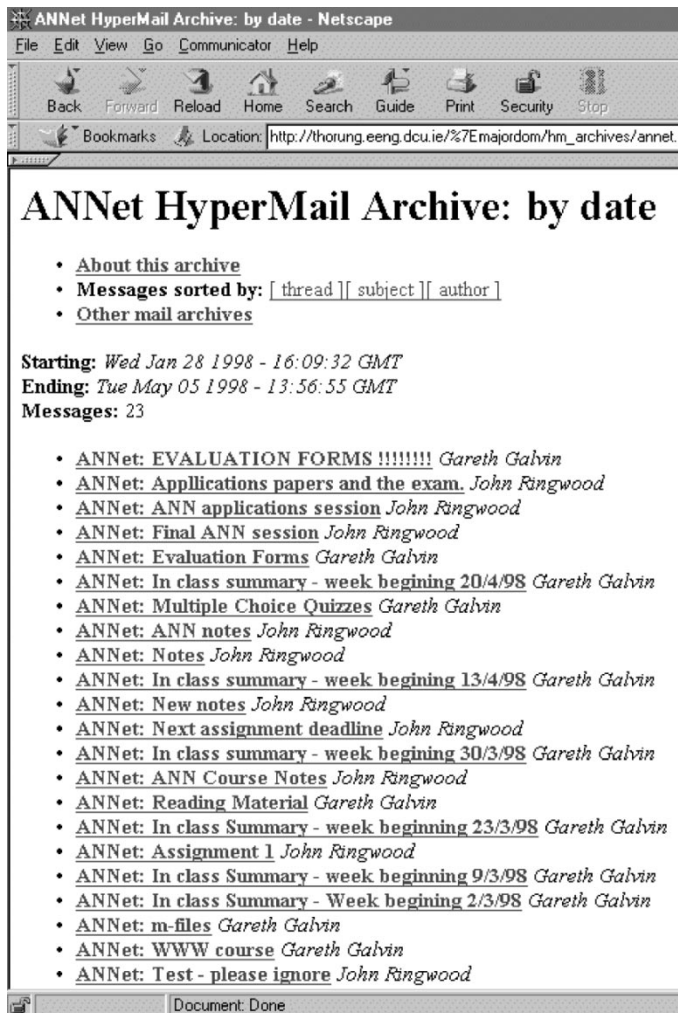 ANNet HyperMail Archive: by date - Netscape
File Edit View Go Communicator Help
Back Forward Reload Home Search Guide Print Security Stop
Bookmarks Location: http://thorung.eeng.dcu.ie/%7Emajordom/hm_archives/annet.
ANNet HyperMail Archive: by date
• About this archive
• Messages sorted by: [ thread ][ subject ][ author ]
• Other mail archives
Starting: Wed Jan 28 1998 - 16:09:32 GMT
Ending: Tue May 05 1998 - 13:56:55 GMT
Messages: 23
• ANNet: EVALUATION FORMS !!!!!!!! Gareth Galvin
• ANNet: Appllications papers and the exam. John Ringwood
• ANNet: ANN applications session John Ringwood
• ANNet: Final ANN session John Ringwood
• ANNet: Evaluation Forms Gareth Galvin
• ANNet: In class summary - week begining 20/4/98 Gareth Galvin
• ANNet: Multiple Choice Quizzes Gareth Galvin
• ANNet: ANN notes John Ringwood
• ANNet: Notes John Ringwood
• ANNet: In class summary - week begining 13/4/98 Gareth Galvin
• ANNet: New notes John Ringwood
• ANNet: Next assignment deadline John Ringwood
• ANNet: In class summary - week begining 30/3/98 Gareth Galvin
• ANNet: ANN Course Notes John Ringwood
• ANNet: Reading Material Gareth Galvin
• ANNet: In class Summary - week beginning 23/3/98 Gareth Galvin
• ANNet: Assignment 1 John Ringwood
• ANNet: In class Summary - week begining 9/3/98 Gareth Galvin
• ANNet: In class Summary - Week begining 2/3/98 Gareth Galvin
• ANNet: m-files Gareth Galvin
• ANNet: WWW course Gareth Galvin
• ANNet: Test - please ignore John Ringwood
Document: Done